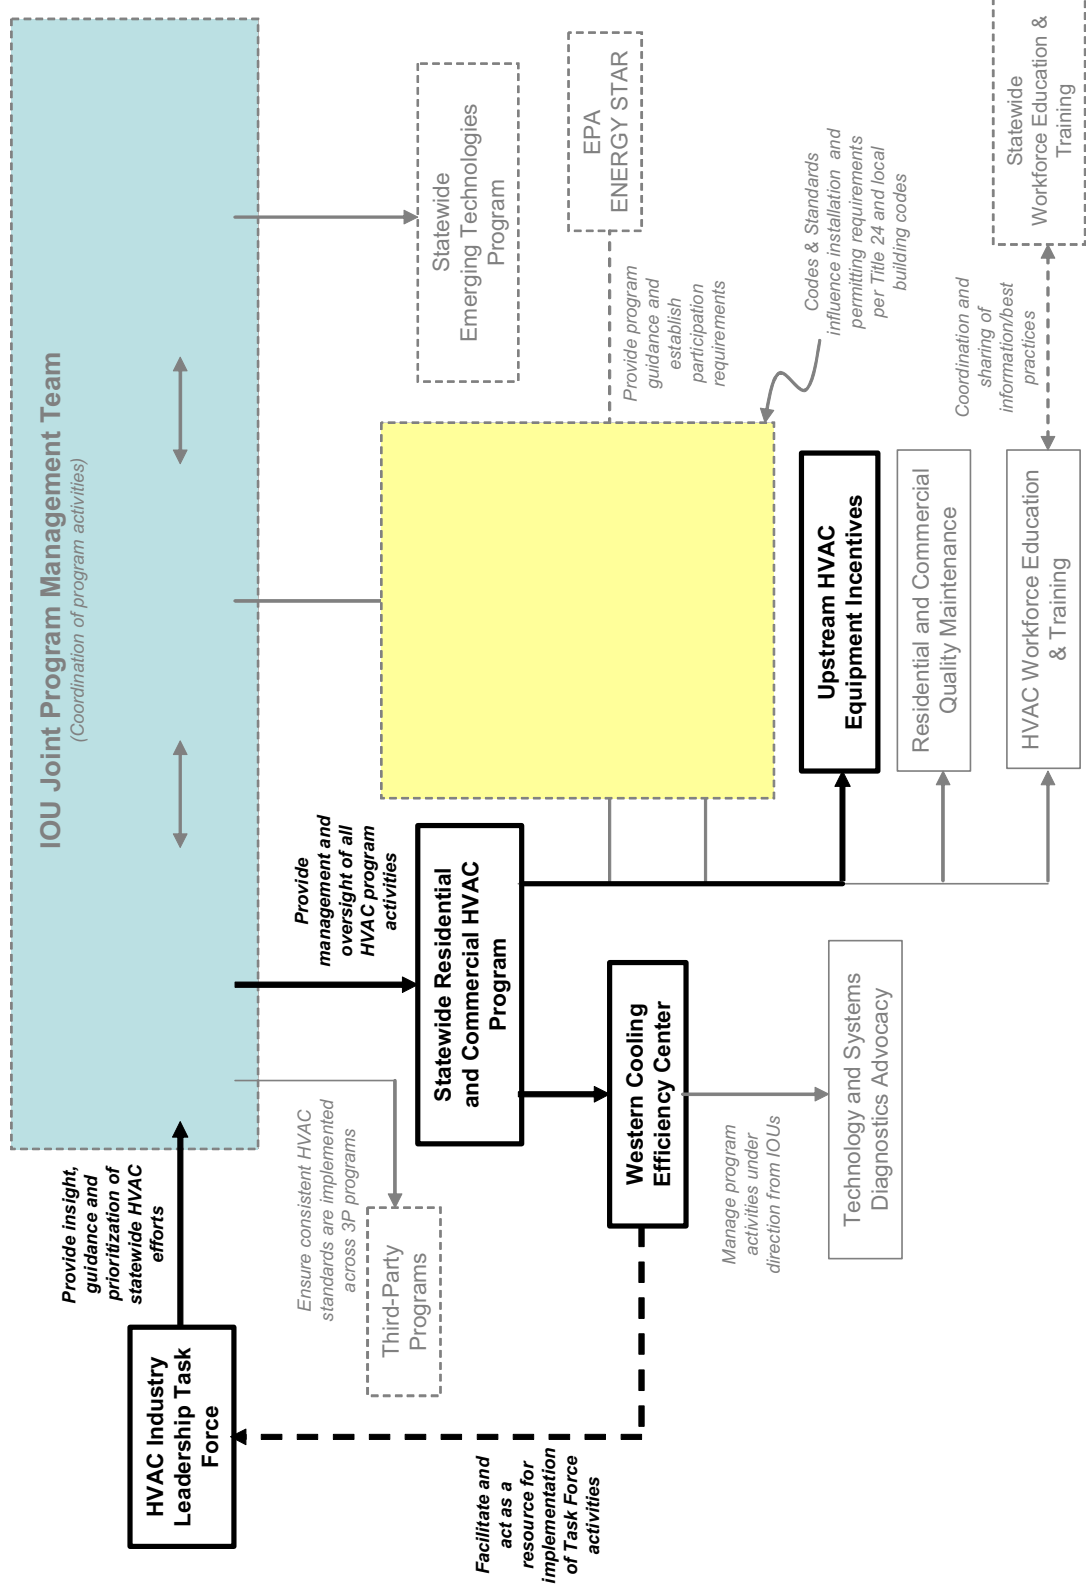 IOU Joint Program Management Team
(Coordination of program activities)
HVAC Industry
Leadership Task
Force
Provide insight,
guidance and
prioritization of
statewide HVAC
efforts
Ensure consistent HVAC
standards are implemented
across 3P programs
Third-Party
Programs
Provide
management and
oversight of all
HVAC program
activities
Statewide Residential
and Commercial HVAC
Program
Statewide
Emerging Technologies
Program
EPA
ENERGY STAR
Provide program
guidance and
establish
participation
requirements
Codes & Standards
influence installation and
permitting requirements
per Title 24 and local
building codes
Facilitate and
act as a
resource for
implementation
of Task Force
activities
Western Cooling
Efficiency Center
Manage program
activities under
direction from IOUs
Technology and Systems
Diagnostics Advocacy
Upstream HVAC
Equipment Incentives
Residential and Commercial
Quality Maintenance
HVAC Workforce Education
& Training
Coordination and
sharing of
information/best
practices
Statewide
Workforce Education &
Training